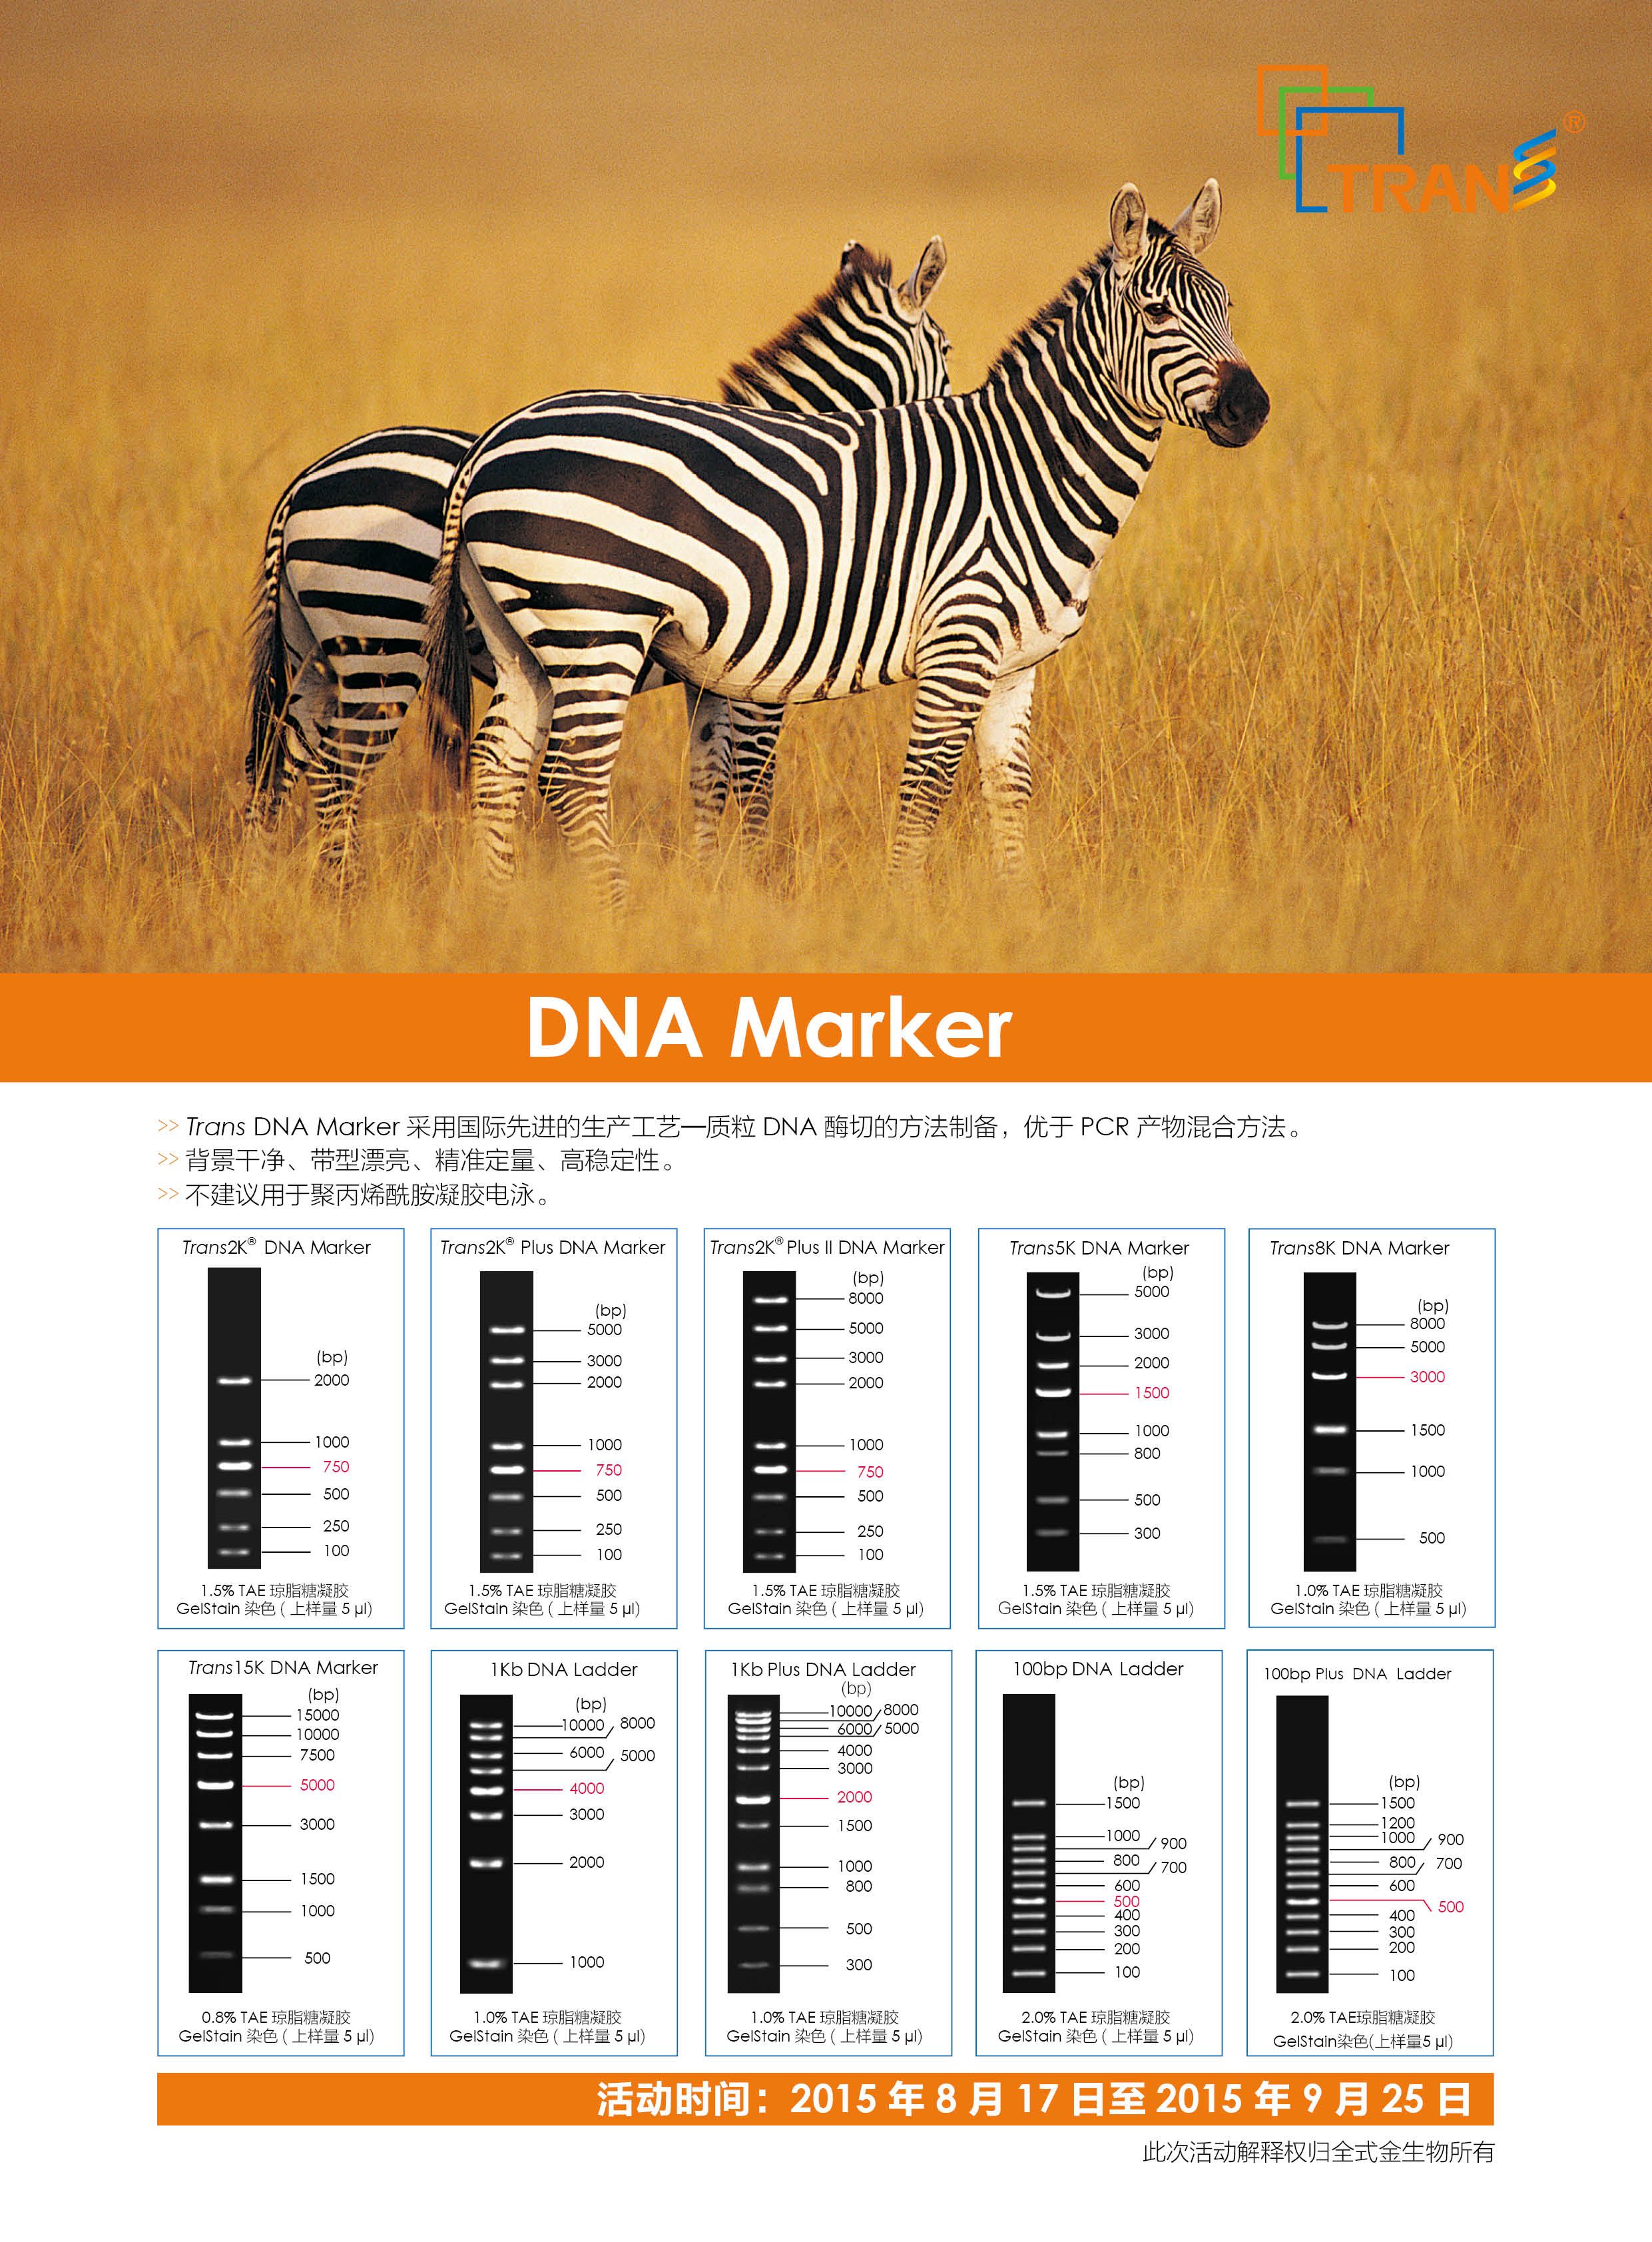 TRANS®
DNA Marker
>> Trans DNA Marker 采用国际先进的生产工艺—质粒 DNA 酶切的方法制备，优于 PCR 产物混合方法。
>> 背景干净、带型漂亮、精准定量、高稳定性。
>> 不建议用于聚丙烯酰胺凝胶电泳。
Trans2K® DNA Marker
(bp)
2000
1000
750
500
250
100
1.5% TAE 琼脂糖凝胶
GelStain 染色 ( 上样量 5 µl)
Trans2K® Plus DNA Marker
(bp)
5000
3000
2000
1000
750
500
250
100
1.5% TAE 琼脂糖凝胶
GelStain 染色 ( 上样量 5 µl)
Trans2K® Plus II DNA Marker
(bp)
8000
5000
3000
2000
1000
750
500
250
100
1.5% TAE 琼脂糖凝胶
GelStain 染色 ( 上样量 5 µl)
Trans5K DNA Marker
(bp)
5000
3000
2000
1500
1000
800
500
300
1.5% TAE 琼脂糖凝胶
GelStain 染色 ( 上样量 5 µl)
Trans8K DNA Marker
(bp)
8000
5000
3000
1500
1000
500
1.0% TAE 琼脂糖凝胶
GelStain 染色 ( 上样量 5 µl)
Trans15K DNA Marker
(bp)
15000
10000
7500
5000
3000
1500
1000
500
0.8% TAE 琼脂糖凝胶
GelStain 染色 ( 上样量 5 µl)
1Kb DNA Ladder
(bp)
10000 8000
6000 5000
4000
3000
2000
1000
1.0% TAE 琼脂糖凝胶
GelStain 染色 ( 上样量 5 µl)
1Kb Plus DNA Ladder
(bp)
10000 8000
6000 5000
4000
3000
2000
1500
1000
800
500
300
1.0% TAE 琼脂糖凝胶
GelStain 染色 ( 上样量 5 µl)
100bp DNA Ladder
(bp)
1500
1000 900
800 700
600
500
400
300
200
100
2.0% TAE 琼脂糖凝胶
GelStain 染色 ( 上样量 5 µl)
100bp Plus DNA Ladder
(bp)
1500
1200
1000 900
800 700
600
500
400
300
200
100
2.0% TAE琼脂糖凝胶
GelStain染色(上样量5 µl)
活动时间：2015 年 8 月 17 日至 2015 年 9 月 25 日
此次活动解释权归全式金生物所有